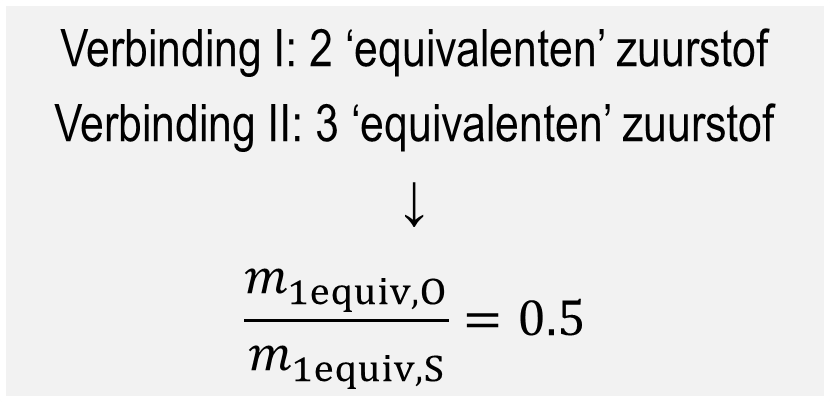 Verbinding I: 2 ‘equivalenten’ zuurstof
Verbinding II: 3 ‘equivalenten’ zuurstof
↓
m₁equiv,O
m₁equiv,S
= 0.5